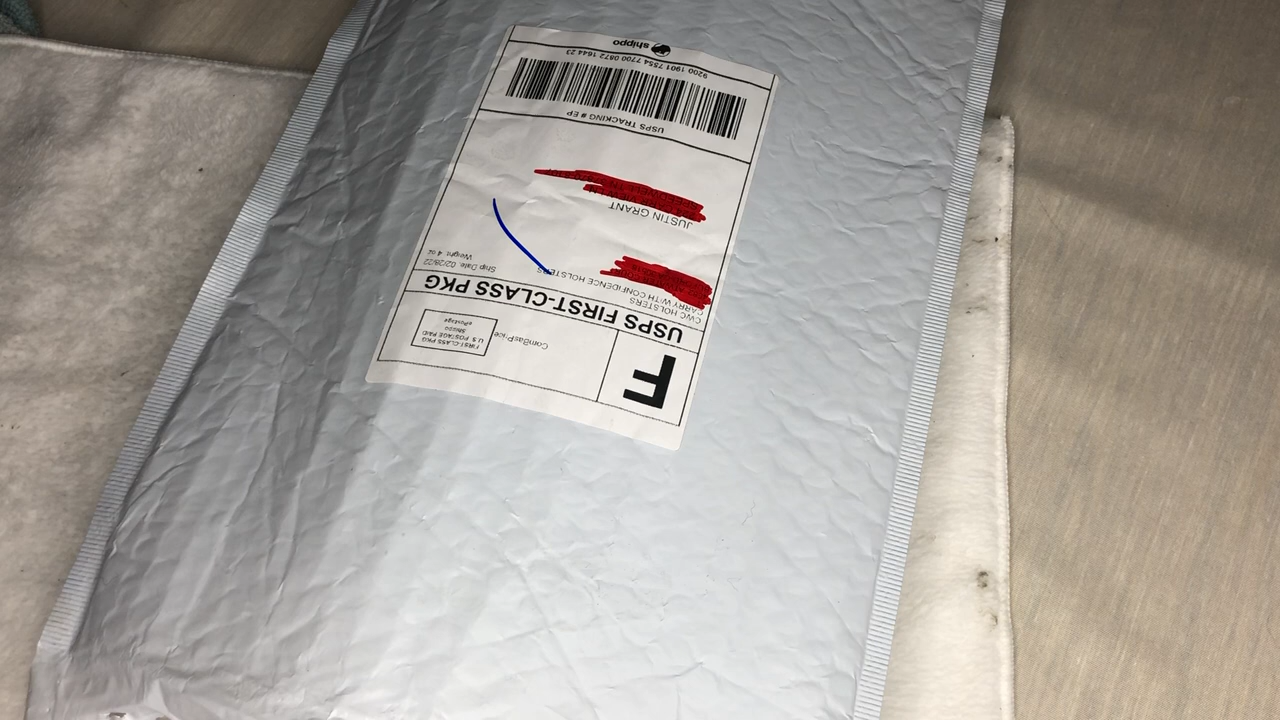 F
ComBasPrice
FIRST-CLASS PKG
U.S. POSTAGE PAID
Shippo
ePostage
USPS FIRST-CLASS PKG
CWC HOLSTERS
CARRY WITH CONFIDENCE HOLSTERS
Ship Date: 02/28/22
Weight: 4 oz
JUSTIN GRANT
USPS TRACKING # EP
9200 1901 7554 7700 0872 1644 23
shippo